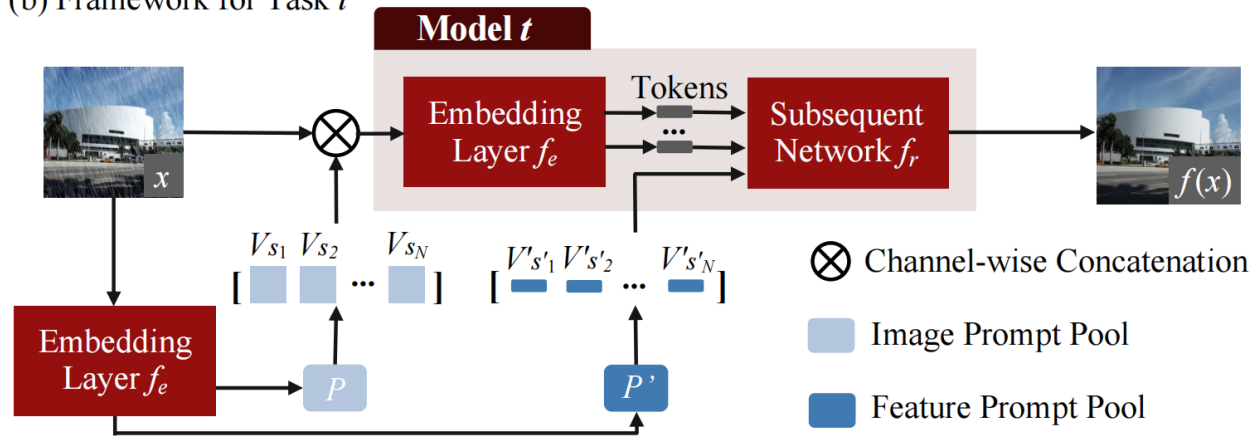 (b) Framework for Task t
Model t
Embedding
Layer fe
Tokens
...
Subsequent
Network fr
x
f(x)
Vs1 Vs2 VsN
[ ... ]
V's'1 V's'2 V's'N
[ ... ]
Embedding
Layer fe
P
P’
Channel-wise Concatenation
Image Prompt Pool
Feature Prompt Pool